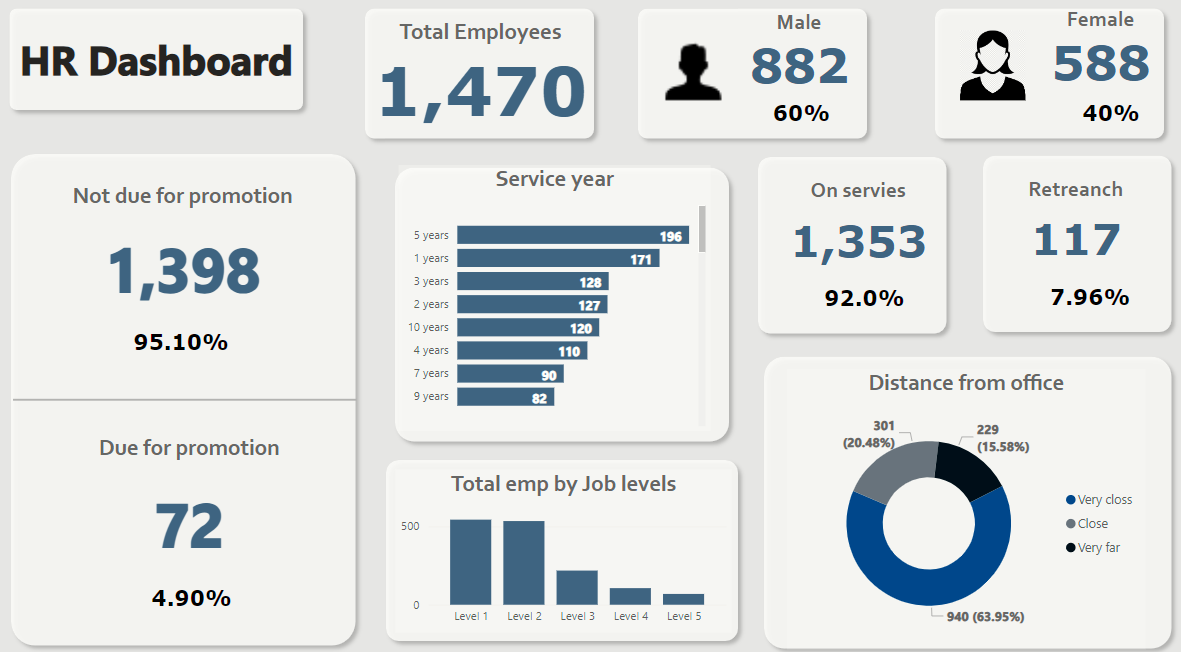 HR Dashboard
Total Employees
1,470
Male
882
60%
Female
588
40%
Not due for promotion
1,398
95.10%
Due for promotion
72
4.90%
Service year
5 years 196
1 years 171
3 years 128
2 years 127
10 years 120
4 years 110
7 years 90
9 years 82
On servies
1,353
92.0%
Retreanch
117
7.96%
Total emp by Job levels
500
0
Level 1 Level 2 Level 3 Level 4 Level 5
Distance from office
301
(20.48%)
229
(15.58%)
940 (63.95%)
Very closs
Close
Very far